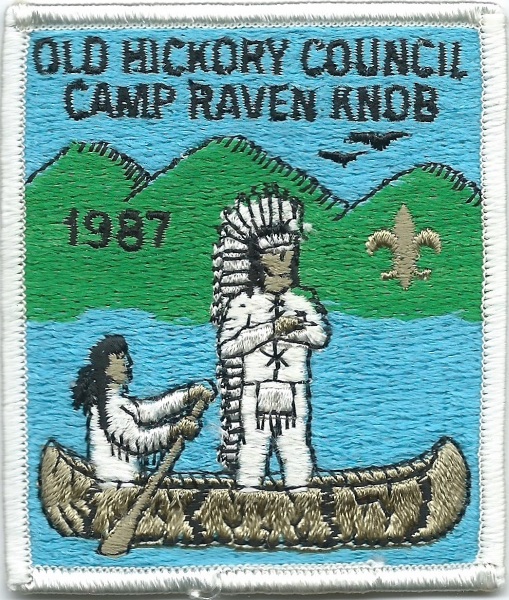 OLD HICKORY COUNCIL
CAMP RAVEN KNOB
1987